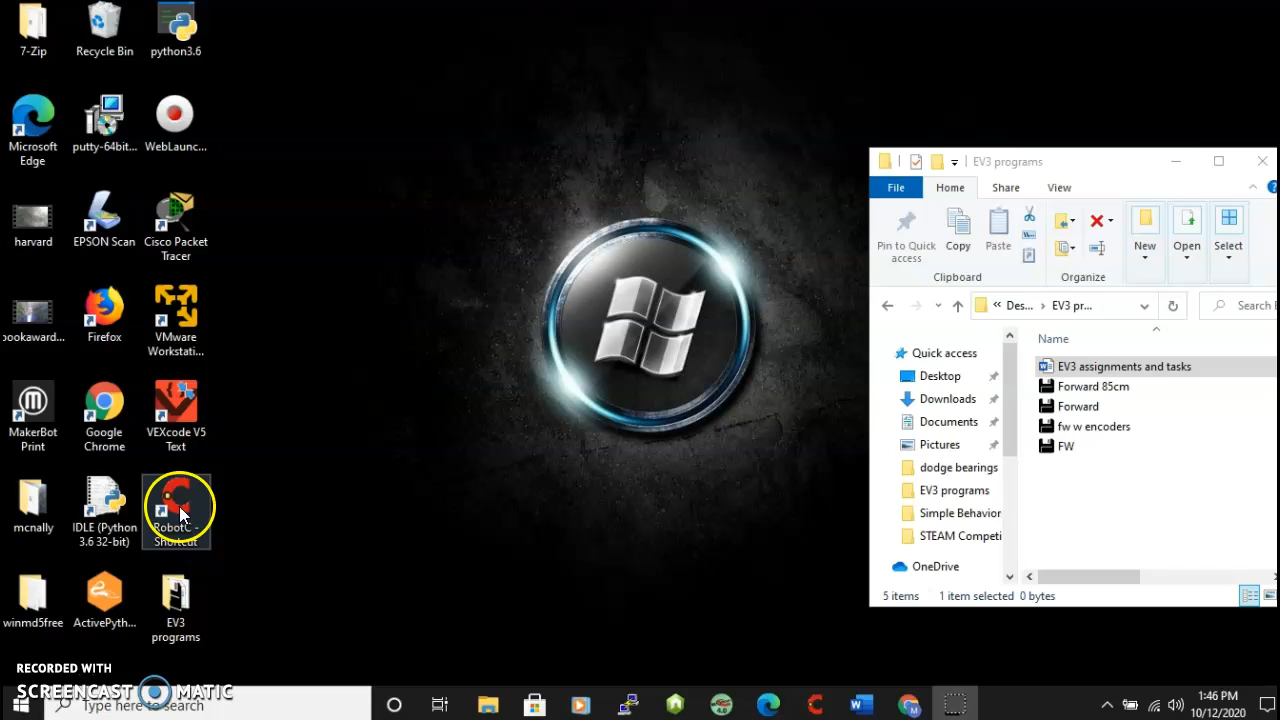 7-Zip
Recycle Bin
python3.6
Microsoft
Edge
putty-64bit...
WebLaunc...
harvard
EPSON Scan
Cisco Packet
Tracer
bookaward...
Firefox
VMware
Workstati...
MakerBot
Print
Google
Chrome
VEXcode V5
Text
mcnally
IDLE (Python
3.6 32-bit)
RobotC -
Shortcut
winmd5free
ActivePyth...
EV3
programs
EV3 programs
File
Home
Share
View
Pin to Quick
access
Copy
Paste
New
Open
Select
Clipboard
Organize
« Des... > EV3 pr...
Search
Name
Quick access
Desktop
Downloads
Documents
Pictures
dodge bearings
EV3 programs
Simple Behavior
STEAM Competi
OneDrive
EV3 assignments and tasks
Forward 85cm
Forward
fw w encoders
FW
5 items
1 item selected 0 bytes
RECORDED WITH
SCREENCAST MATIC
Type here to search
4.0
1:46 PM
10/12/2020